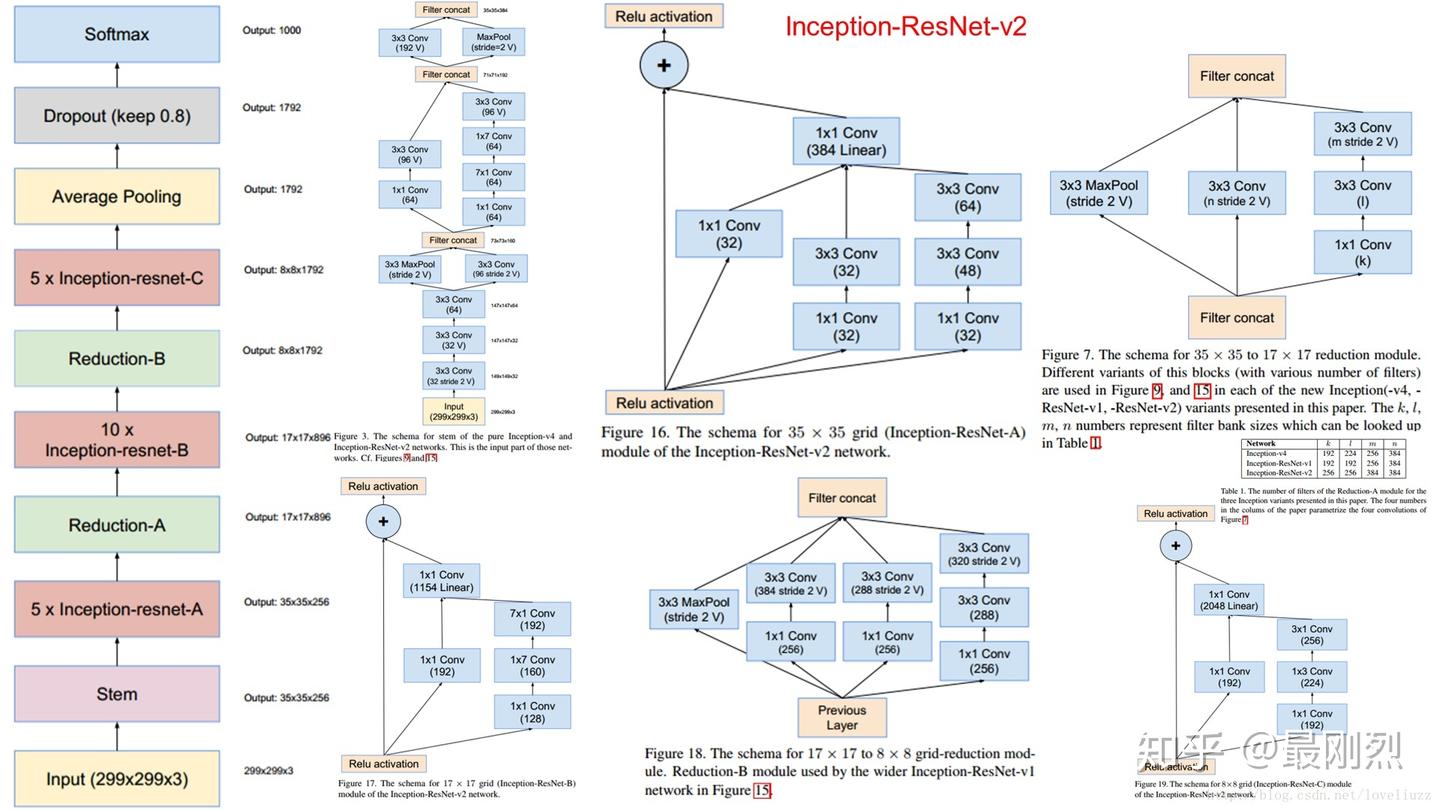 Inception-ResNet-v2
Softmax
Output: 1000
Dropout (keep 0.8)
Output: 1792
Average Pooling
Output: 1792
5 x Inception-resnet-C
Output: 8x8x1792
Reduction-B
Output: 8x8x1792
10 x
Inception-resnet-B
Output: 17x17x896
Reduction-A
Output: 17x17x896
5 x Inception-resnet-A
Output: 35x35x256
Stem
Output: 35x35x256
Input (299x299x3)
299x299x3
Filter concat
35x35x384
3x3 Conv
(192 V)
MaxPool
(stride=2 V)
Filter concat
71x71x192
3x3 Conv
(96 V)
1x7 Conv
(64)
3x3 Conv
(96 V)
7x1 Conv
(64)
1x1 Conv
(64)
1x1 Conv
(64)
Filter concat
73x73x160
3x3 MaxPool
(stride 2 V)
3x3 Conv
(96 stride 2 V)
3x3 Conv
(64)
147x147x64
3x3 Conv
(32 V)
147x147x32
3x3 Conv
(32 stride 2 V)
149x149x32
Input
(299x299x3)
299x299x3
Figure 3. The schema for stem of the pure Inception-v4 and
Inception-ResNet-v2 networks. This is the input part of those net-
works. Cf. Figures 9 and 15
Relu activation
+
1x1 Conv
(384 Linear)
1x1 Conv
(32)
3x3 Conv
(32)
1x1 Conv
(32)
3x3 Conv
(64)
3x3 Conv
(48)
1x1 Conv
(32)
Relu activation
Figure 16. The schema for 35 × 35 grid (Inception-ResNet-A)
module of the Inception-ResNet-v2 network.
Filter concat
3x3 MaxPool
(stride 2 V)
3x3 Conv
(n stride 2 V)
3x3 Conv
(m stride 2 V)
3x3 Conv
(l)
1x1 Conv
(k)
Filter concat
Figure 7. The schema for 35 × 35 to 17 × 17 reduction module.
Different variants of this blocks (with various number of filters)
are used in Figure 9, and 15 in each of the new Inception(-v4, -
ResNet-v1, -ResNet-v2) variants presented in this paper. The k, l,
m, n numbers represent filter bank sizes which can be looked up
in Table 1.
Network k l m n
Inception-v4 192 224 256 384
Inception-ResNet-v1 192 192 256 384
Inception-ResNet-v2 256 256 384 384
Table 1. The number of filters of the Reduction-A module for the
three Inception variants presented in this paper. The four numbers
in the colums of the paper parametrize the four convolutions of
Figure 7
Relu activation
+
1x1 Conv
(1154 Linear)
1x1 Conv
(192)
7x1 Conv
(192)
1x7 Conv
(160)
1x1 Conv
(128)
Relu activation
Figure 17. The schema for 17 × 17 grid (Inception-ResNet-B)
module of the Inception-ResNet-v2 network.
Filter concat
3x3 MaxPool
(stride 2 V)
3x3 Conv
(384 stride 2 V)
1x1 Conv
(256)
3x3 Conv
(288 stride 2 V)
1x1 Conv
(256)
3x3 Conv
(320 stride 2 V)
3x3 Conv
(288)
1x1 Conv
(256)
Previous
Layer
Figure 18. The schema for 17 × 17 to 8 × 8 grid-reduction mod-
ule. Reduction-B module used by the wider Inception-ResNet-v1
network in Figure 15.
Relu activation
+
1x1 Conv
(2048 Linear)
1x1 Conv
(192)
3x1 Conv
(256)
1x3 Conv
(224)
1x1 Conv
(192)
Relu activation
Figure 19. The schema for 8×8 grid (Inception-ResNet-C) module
of the Inception-ResNet-v2 network.
知乎 @最刚烈
https://blog.csdn.net/loveliuzz